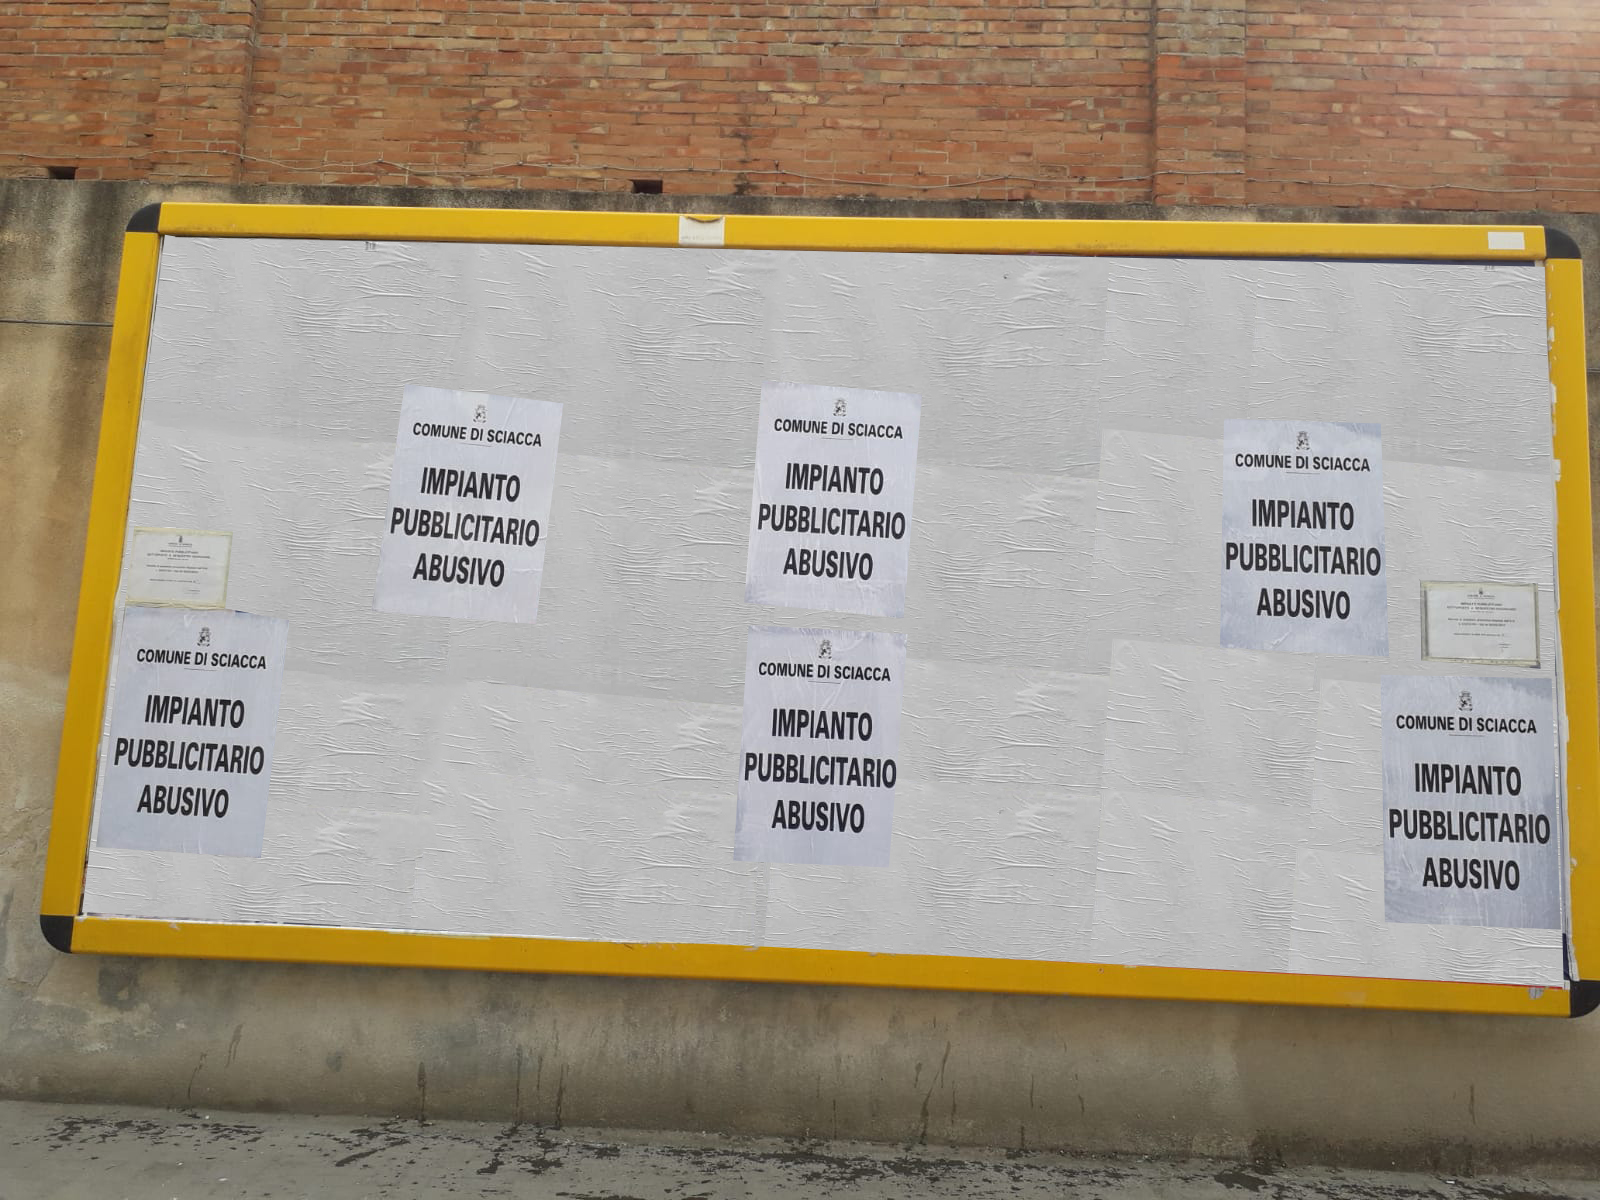 COMUNE DI SCIACCA
IMPIANTO
PUBBLICITARIO
ABUSIVO
COMUNE DI SCIACCA
IMPIANTO
PUBBLICITARIO
ABUSIVO
COMUNE DI SCIACCA
IMPIANTO
PUBBLICITARIO
ABUSIVO
COMUNE DI SCIACCA
IMPIANTO
PUBBLICITARIO
ABUSIVO
COMUNE DI SCIACCA
IMPIANTO
PUBBLICITARIO
ABUSIVO
COMUNE DI SCIACCA
IMPIANTO
PUBBLICITARIO
ABUSIVO